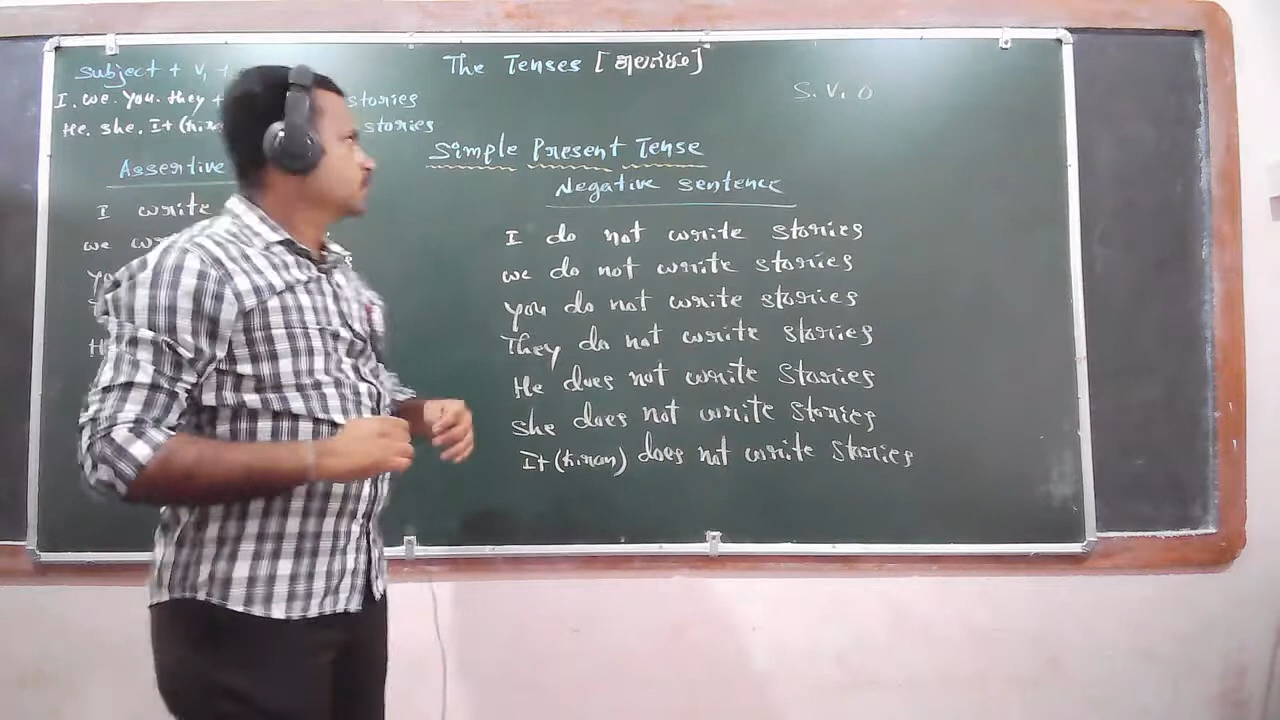 The Tenses [ಕಾಲಗಳು]
S. V. O
Subject + V1 +
I. we. You. they + stories
He. she. It (Kiran stories
Simple Present Tense
Assertive
I write
we
Negative sentence
I do not write stories
we do not write stories
you do not write stories
They do not write stories
He does not write stories
she does not write stories
It (kiran) does not write stories